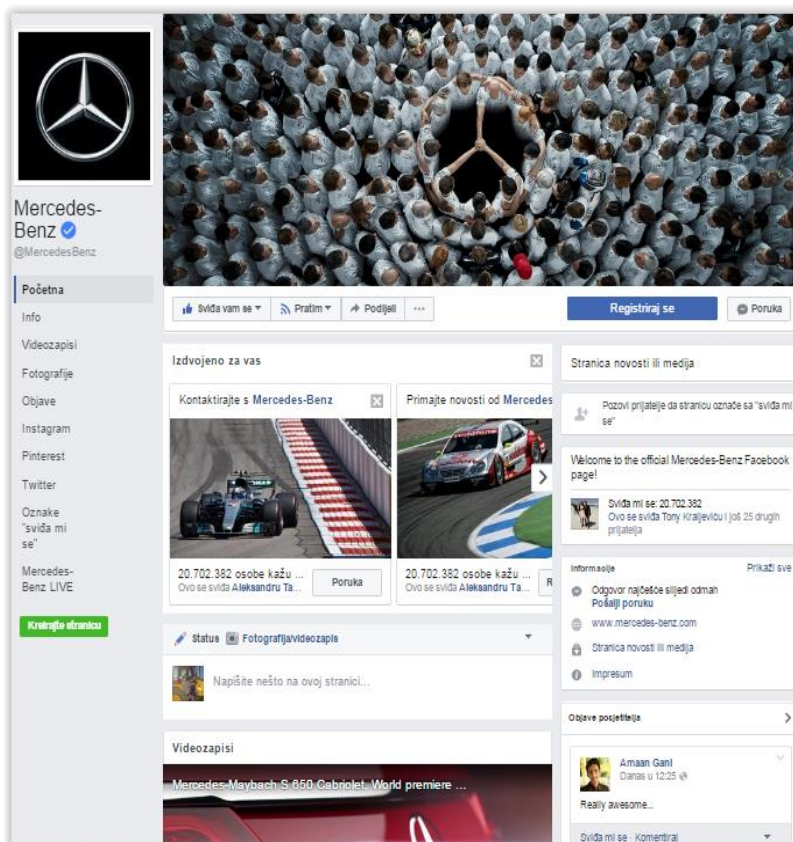 Mercedes-
Benz
@MercedesBenz
Početna
Info
Videozapisi
Fotografije
Objave
Instagram
Pinterest
Twitter
Oznake
"sviđa mi
se"
Mercedes-
Benz LIVE
Kreirajte stranicu
Sviđa vam se
Pratim
Podijeli
...
Registriraj se
Poruka
Izdvojeno za vas
Kontaktirajte s Mercedes-Benz
20.702.382 osobe kažu ...
Ovo se sviđa Aleksandru Ta...
Poruka
Primajte novosti od Mercedes
20.702.382 osobe kažu ...
Ovo se sviđa Aleksandru Ta...
R
Status
Fotografija/videozapis
Napišite nešto na ovoj stranici...
Videozapisi
Mercedes-Maybach S 650 Cabriolet. World premiere ...
Stranica novosti ili medija
Pozovi prijatelje da stranicu označe sa "sviđa mi
se"
Welcome to the official Mercedes-Benz Facebook
page!
Sviđa mi se: 20.702.382
Ovo se sviđa Tony Kraljeviću i još 25 drugih
prijatelja
Informacije
Prikaži sve
Odgovor najčešće slijedi odmah
Pošalji poruku
www.mercedes-benz.com
Stranica novosti ili medija
Impresum
Objave posjetitelja
Amaan Gani
Danas u 12:25
Really awesome...
Sviđa mi se · Komentiraj